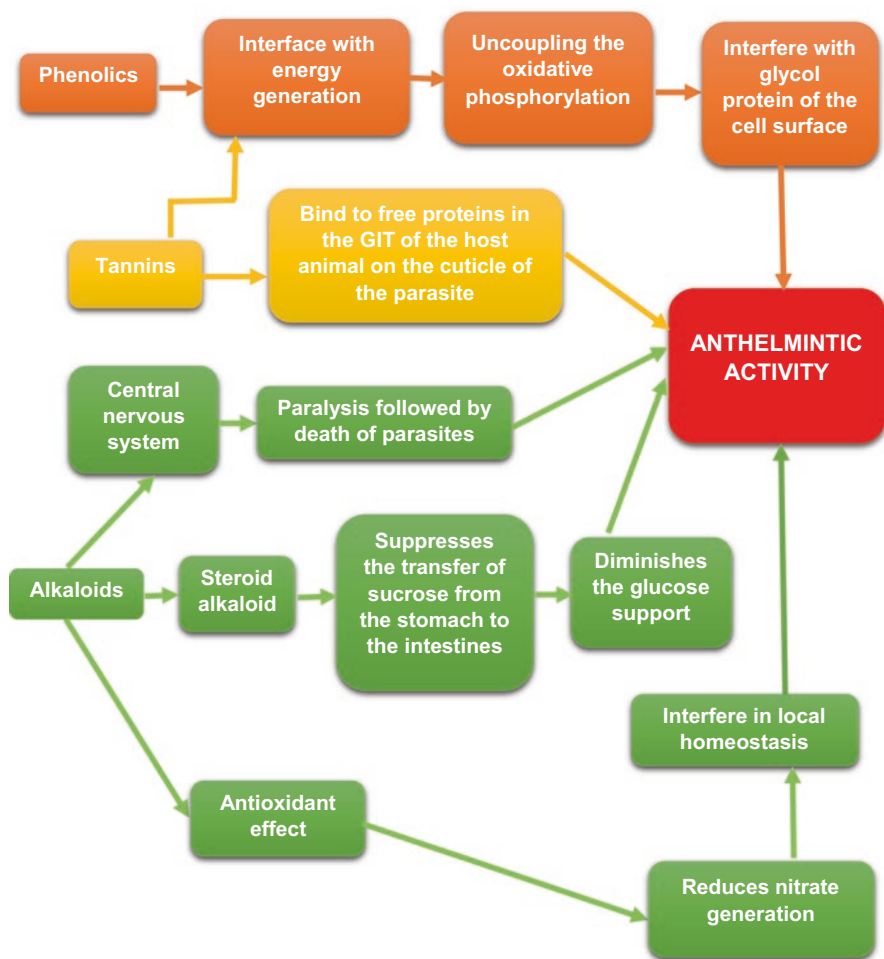 Phenolics
Interface with
energy
generation
Uncoupling the
oxidative
phosphorylation
Interfere with
glycol
protein of the
cell surface
Tannins
Bind to free proteins in
the GIT of the host
animal on the cuticle of
the parasite
ANTHELMINTIC
ACTIVITY
Central
nervous
system
Paralysis followed by
death of parasites
Alkaloids
Steroid
alkaloid
Suppresses
the transfer of
sucrose from
the stomach to
the intestines
Diminishes
the glucose
support
Interfere in local
homeostasis
Antioxidant
effect
Reduces nitrate
generation